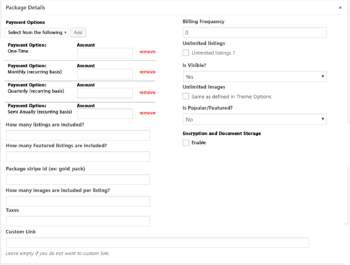 Package Details
Payment Options
Select from the following
Add
Payment Option:
Amount
One-Time
remove
Payment Option:
Amount
Monthly (recurring basis)
remove
Payment Option:
Amount
Quarterly (recurring basis)
remove
Payment Option:
Amount
Semi Anually (recurring basis)
remove
How many listings are included?
How many Featured listings are included?
Package stripe id (ex: gold_pack)
How many images are included per listing?
Taxes
Custom Link
Leave empty if you do not want to custom link.
Billing Frequency
0
Unlimited listings
Unlimited listings ?
Is Visible?
Yes
Unlimited Images
Same as defined in Theme Options
Is Popular/Featured?
No
Encryption and Document Storage
Enable